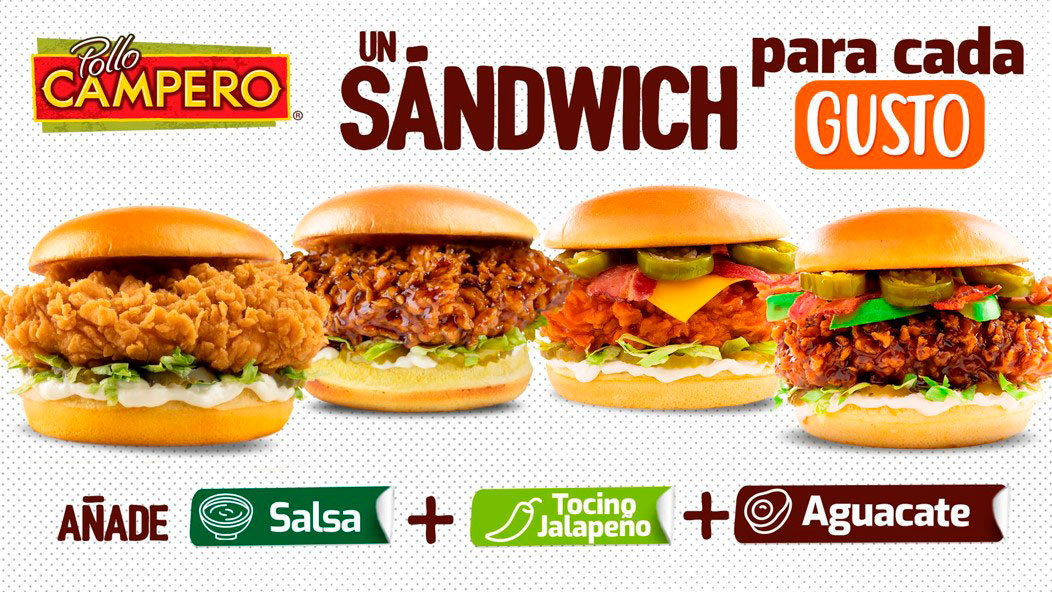 Pollo
CAMPERO®
UN
SÁNDWICH
para cada
GUSTO
AÑADE
Salsa
+
Tocino
Jalapeño
+
Aguacate